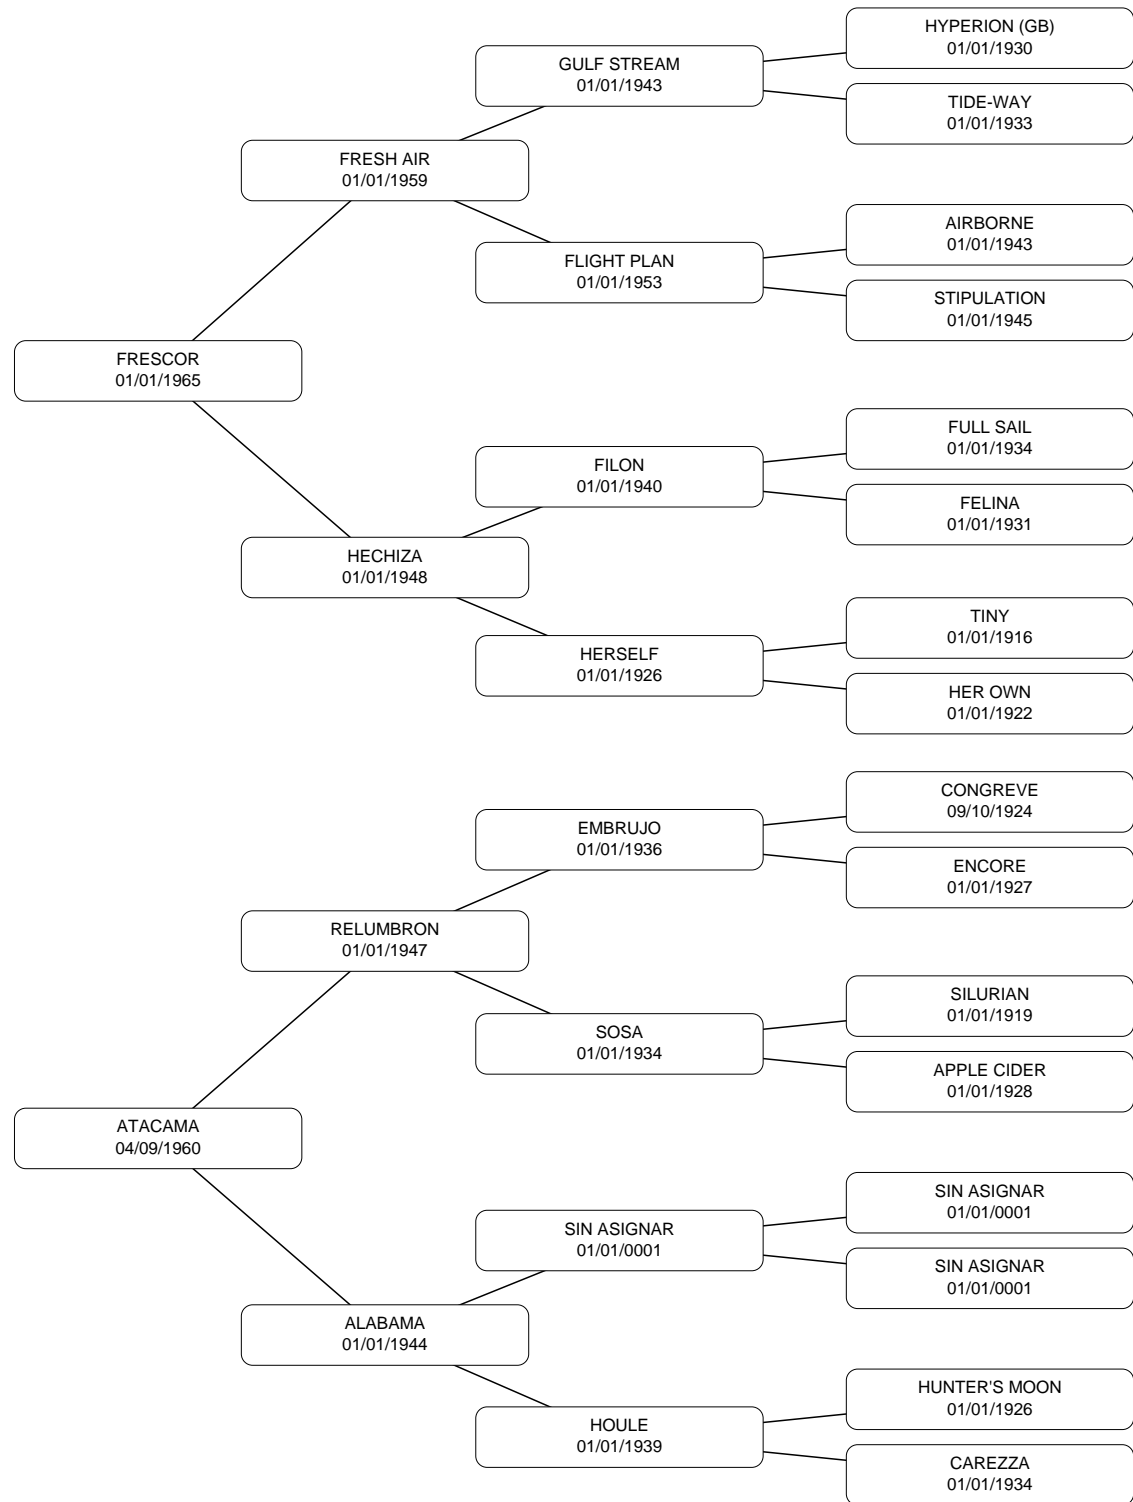 HYPERION (GB)
01/01/1930
GULF STREAM
01/01/1943
TIDE-WAY
01/01/1933
FRESH AIR
01/01/1959
AIRBORNE
01/01/1943
FLIGHT PLAN
01/01/1953
STIPULATION
01/01/1945
FRESCOR
01/01/1965
FULL SAIL
01/01/1934
FILON
01/01/1940
FELINA
01/01/1931
HECHIZA
01/01/1948
TINY
01/01/1916
HERSELF
01/01/1926
HER OWN
01/01/1922
CONGREVE
09/10/1924
EMBRUJO
01/01/1936
ENCORE
01/01/1927
RELUMBRON
01/01/1947
SILURIAN
01/01/1919
SOSA
01/01/1934
APPLE CIDER
01/01/1928
ATACAMA
04/09/1960
SIN ASIGNAR
01/01/0001
SIN ASIGNAR
01/01/0001
SIN ASIGNAR
01/01/0001
ALABAMA
01/01/1944
HUNTER'S MOON
01/01/1926
HOULE
01/01/1939
CAREZZA
01/01/1934